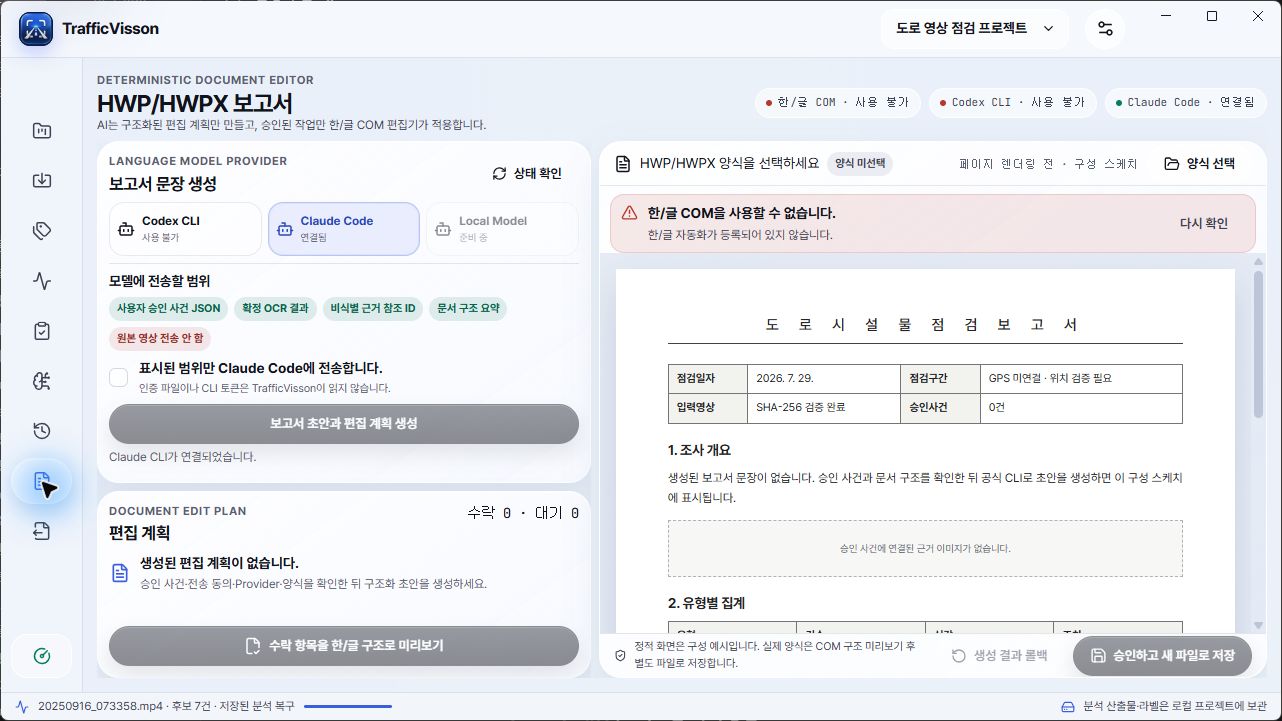 TrafficVisson
도로 영상 점검 프로젝트
DETERMINISTIC DOCUMENT EDITOR
HWP/HWPX 보고서
AI는 구조화된 편집 계획만 만들고, 승인된 작업만 한/글 COM 편집기가 적용합니다.
한/글 COM · 사용 불가
Codex CLI · 사용 불가
Claude Code · 연결됨
LANGUAGE MODEL PROVIDER
보고서 문장 생성
상태 확인
Codex CLI
사용 불가
Claude Code
연결됨
Local Model
준비 중
모델에 전송할 범위
사용자 승인 사건 JSON
확정 OCR 결과
비식별 근거 참조 ID
문서 구조 요약
원본 영상 전송 안 함
표시된 범위만 Claude Code에 전송합니다.
인증 파일이나 CLI 토큰은 TrafficVisson이 읽지 않습니다.
보고서 초안과 편집 계획 생성
Claude CLI가 연결되었습니다.
DOCUMENT EDIT PLAN
편집 계획
수락 0 · 대기 0
생성된 편집 계획이 없습니다.
승인 사건·전송 동의·Provider·양식을 확인한 뒤 구조화 초안을 생성하세요.
수락 항목을 한/글 구조로 미리보기
HWP/HWPX 양식을 선택하세요
양식 미선택
페이지 렌더링 전 · 구성 스케치
양식 선택
한/글 COM을 사용할 수 없습니다.
한/글 자동화가 등록되어 있지 않습니다.
다시 확인
도 로 시 설 물 점 검 보 고 서
점검일자 2026. 7. 29. 점검구간 GPS 미연결 · 위치 검증 필요
입력영상 SHA-256 검증 완료 승인사건 0건
1. 조사 개요
생성된 보고서 문장이 없습니다. 승인 사건과 문서 구조를 확인한 뒤 공식 CLI로 초안을 생성하면 이 구성 스케치
에 표시됩니다.
승인 사건에 연결된 근거 이미지가 없습니다.
2. 유형별 집계
정적 화면은 구성 예시입니다. 실제 양식은 COM 구조 미리보기 후
별도 파일로 저장합니다.
생성 결과 롤백
승인하고 새 파일로 저장
20250916_073358.mp4 · 후보 7건 · 저장된 분석 복구
분석 산출물·라벨은 로컬 프로젝트에 보관